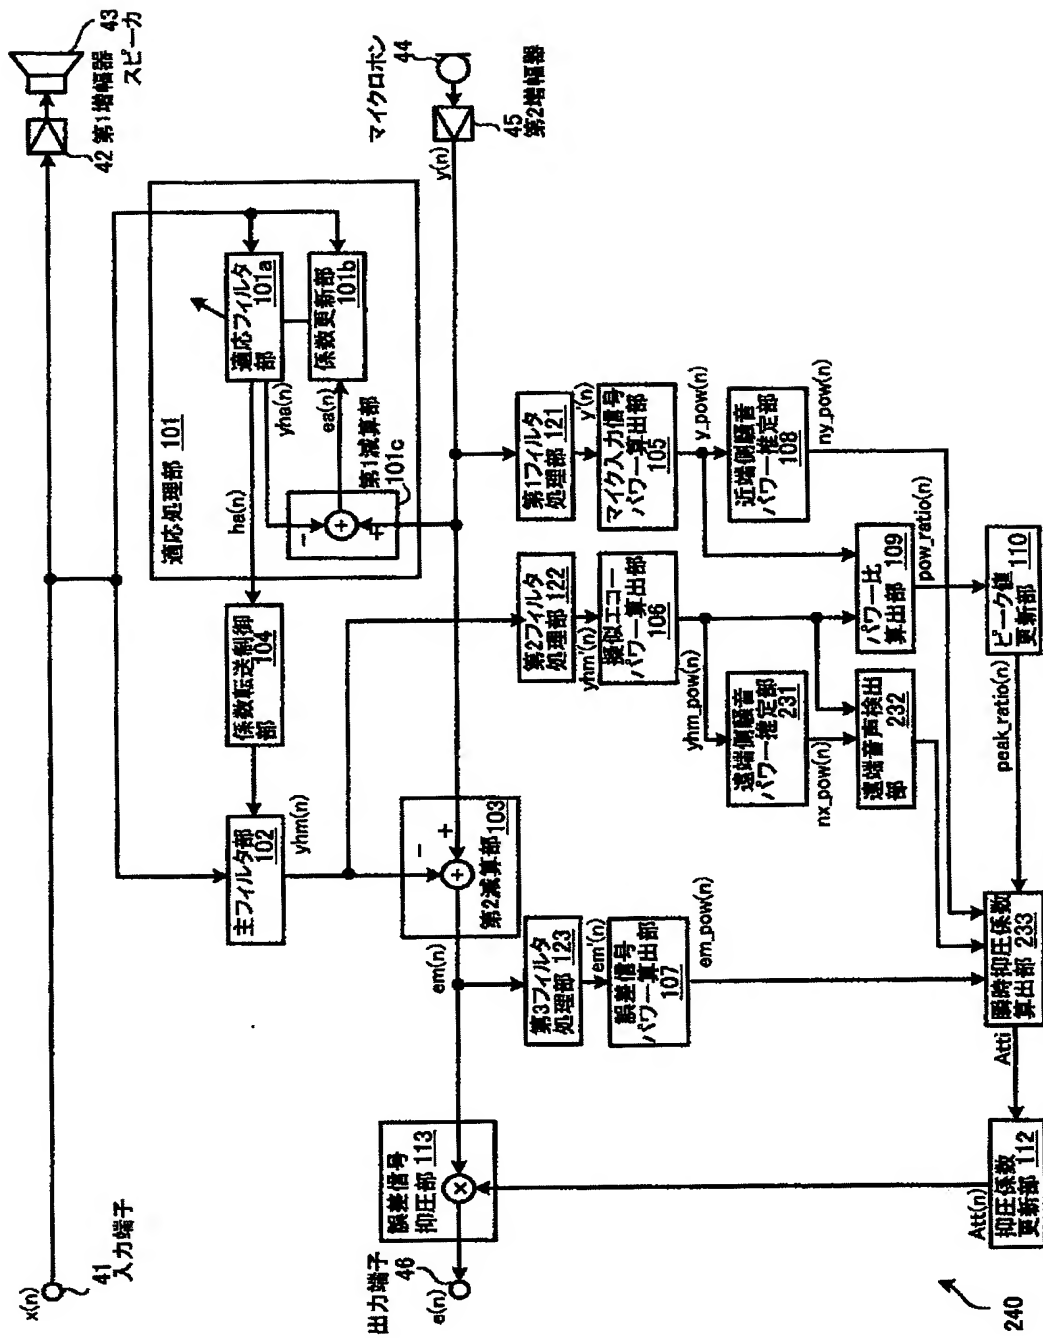 x(n)
41
入力端子
42 第1増幅器
43
スピーカ
適応処理部 101
適応フィルタ
部 101a
係数更新部
101b
yha(n)
ea(n)
ha(n)
第1減算部
101c
−
+
+
マイクロホン
44
45
第2増幅器
y(n)
係数転送制御
部 104
主フィルタ部
102
yhm(n)
−
+
+
第2減算部 103
em(n)
第1フィルタ
処理部 121
y'(n)
マイク入力信号
パワー算出部
105
y_pow(n)
近端側騒音
パワー推定部
108
ny_pow(n)
第2フィルタ
処理部 122
yhm'(n)
擬似エコー
パワー算出部
106
yhm_pow(n)
遠端側騒音
パワー推定部
231
nx_pow(n)
遠端音声検出
部 232
パワー比
算出部 109
pow_ratio(n)
ピーク値
更新部 110
peak_ratio(n)
第3フィルタ
処理部 123
em'(n)
誤差信号
パワー算出部
107
em_pow(n)
瞬時抑圧係数
算出部 233
Atti
抑圧係数
更新部 112
Att(n)
誤差信号
抑圧部 113
×
出力端子
46
e(n)
240